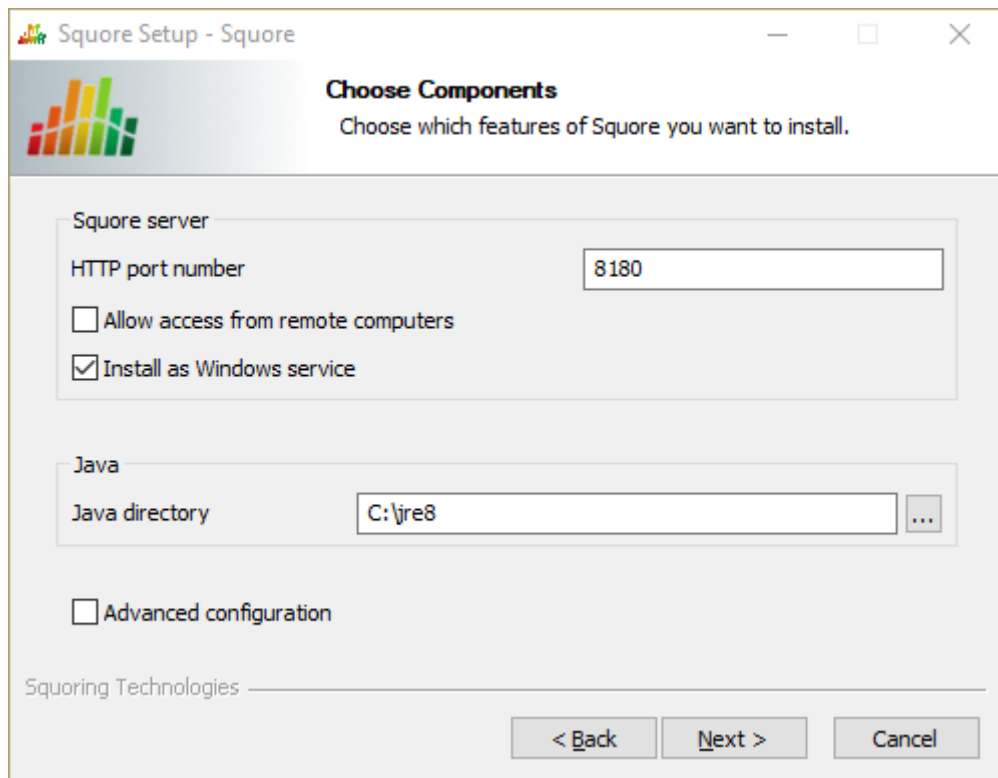 Squore Setup - Squore
Choose Components
Choose which features of Squore you want to install.
Squore server
HTTP port number
8180
Allow access from remote computers
Install as Windows service
Java
Java directory
C:\jre8
...
Advanced configuration
Squoring Technologies
< Back
Next >
Cancel